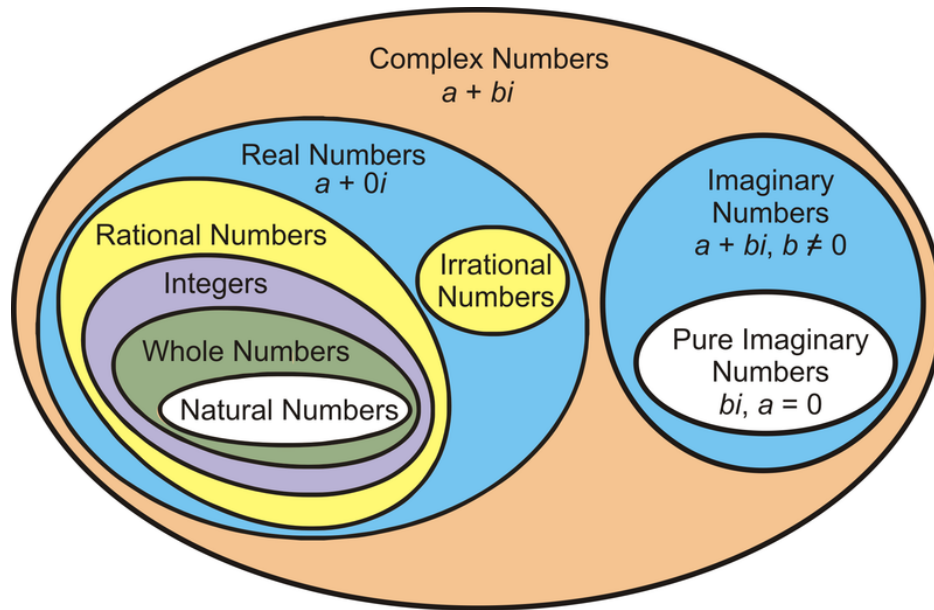 Complex Numbers
a + bi
Real Numbers
a + 0i
Rational Numbers
Integers
Whole Numbers
Natural Numbers
Irrational
Numbers
Imaginary
Numbers
a + bi, b ≠ 0
Pure Imaginary
Numbers
bi, a = 0